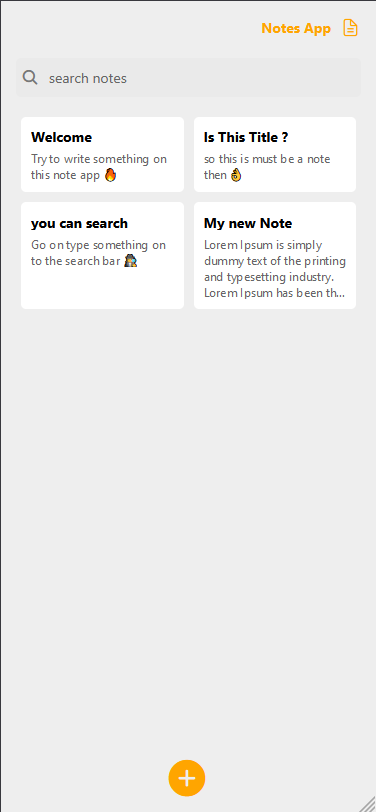 Notes App
search notes
Welcome
Try to write something on
this note app 🔥
Is This Title ?
so this is must be a note
then 👌
you can search
Go on type something on
to the search bar 🕵️
My new Note
Lorem Ipsum is simply
dummy text of the printing
and typesetting industry.
Lorem Ipsum has been th...